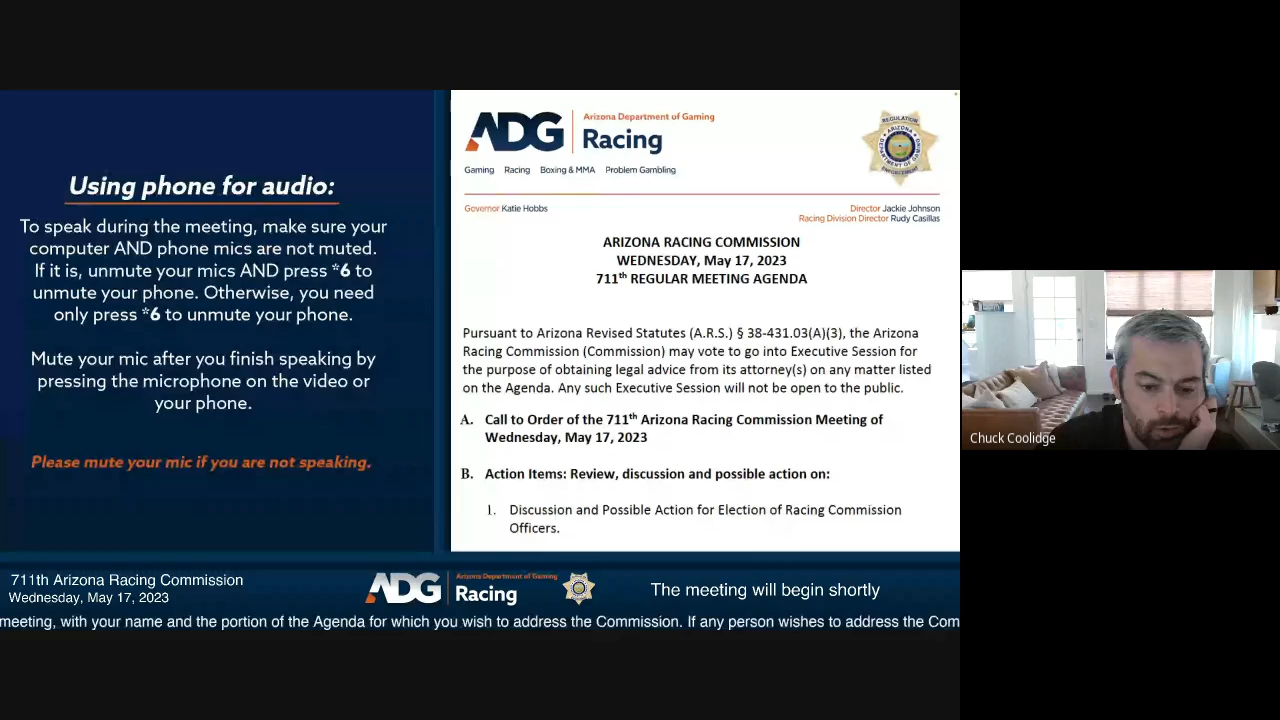 Using phone for audio:
To speak during the meeting, make sure your
computer AND phone mics are not muted.
If it is, unmute your mics AND press *6 to
unmute your phone. Otherwise, you need
only press *6 to unmute your phone.
Mute your mic after you finish speaking by
pressing the microphone on the video or
your phone.
Please mute your mic if you are not speaking.
ADG
Arizona Department of Gaming
Racing
Gaming Racing Boxing & MMA Problem Gambling
REGULATION
ARIZONA
ENFORCEMENT
Governor Katie Hobbs
Director Jackie Johnson
Racing Division Director Rudy Casillas
ARIZONA RACING COMMISSION
WEDNESDAY, May 17, 2023
711th REGULAR MEETING AGENDA
Pursuant to Arizona Revised Statutes (A.R.S.) § 38-431.03(A)(3), the Arizona
Racing Commission (Commission) may vote to go into Executive Session for
the purpose of obtaining legal advice from its attorney(s) on any matter listed
on the Agenda. Any such Executive Session will not be open to the public.
A. Call to Order of the 711th Arizona Racing Commission Meeting of
Wednesday, May 17, 2023
B. Action Items: Review, discussion and possible action on:
1. Discussion and Possible Action for Election of Racing Commission
Officers.
Chuck Coolidge
711th Arizona Racing Commission
Wednesday, May 17, 2023
ADG
Arizona Department of Gaming
Racing
The meeting will begin shortly
meeting, with your name and the portion of the Agenda for which you wish to address the Commission. If any person wishes to address the Com